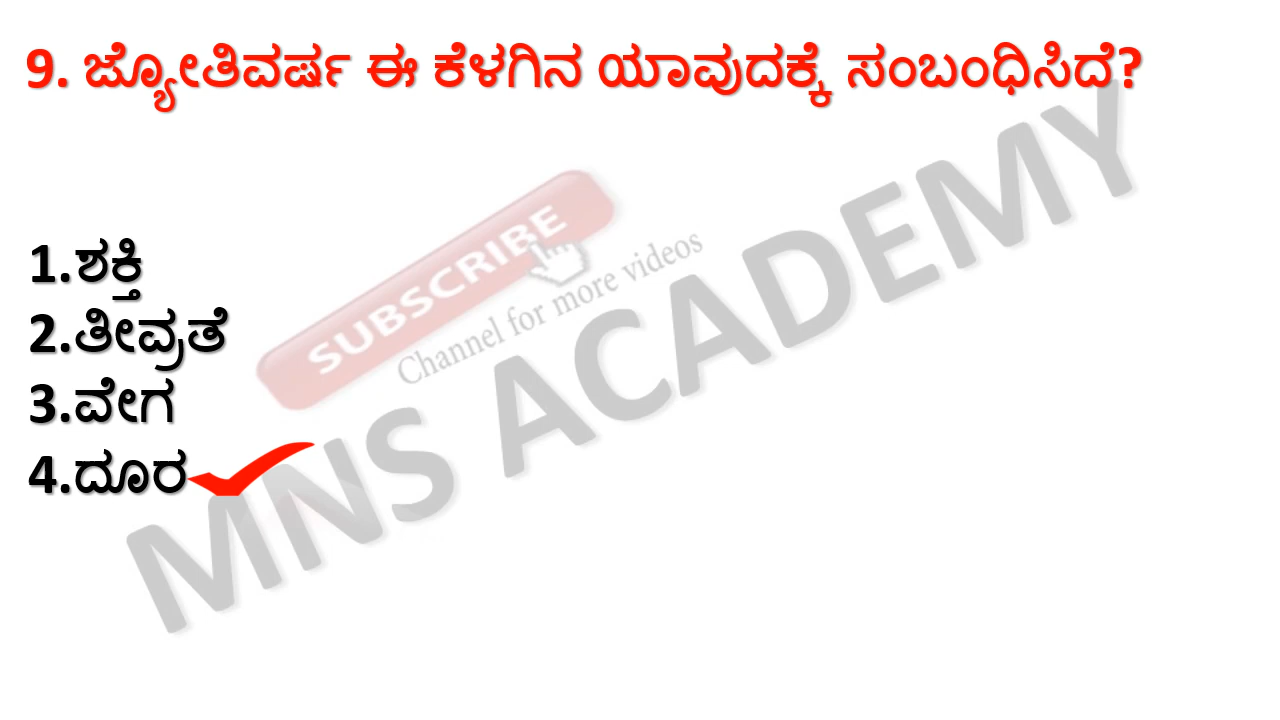 9. ಜ್ಯೋತಿವರ್ಷ ಈ ಕೆಳಗಿನ ಯಾವುದಕ್ಕೆ ಸಂಬಂಧಿಸಿದೆ?
SUBSCRIBE
Channel for more videos
MNS ACADEMY
1.ಶಕ್ತಿ
2.ತೀವ್ರತೆ
3.ವೇಗ
4.ದೂರ